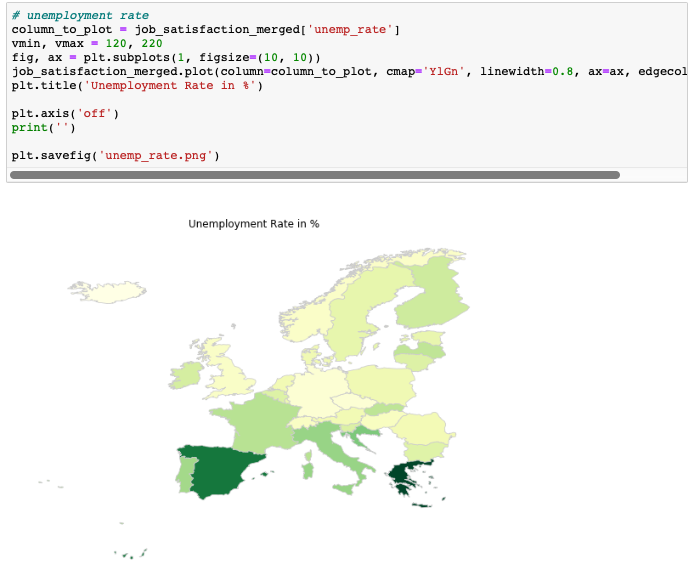 # unemployment rate
column_to_plot = job_satisfaction_merged['unemp_rate']
vmin, vmax = 120, 220
fig, ax = plt.subplots(1, figsize=(10, 10))
job_satisfaction_merged.plot(column=column_to_plot, cmap='YlGn', linewidth=0.8, ax=ax, edgecol
plt.title('Unemployment Rate in %')
plt.axis('off')
print('')
plt.savefig('unemp_rate.png')
Unemployment Rate in %